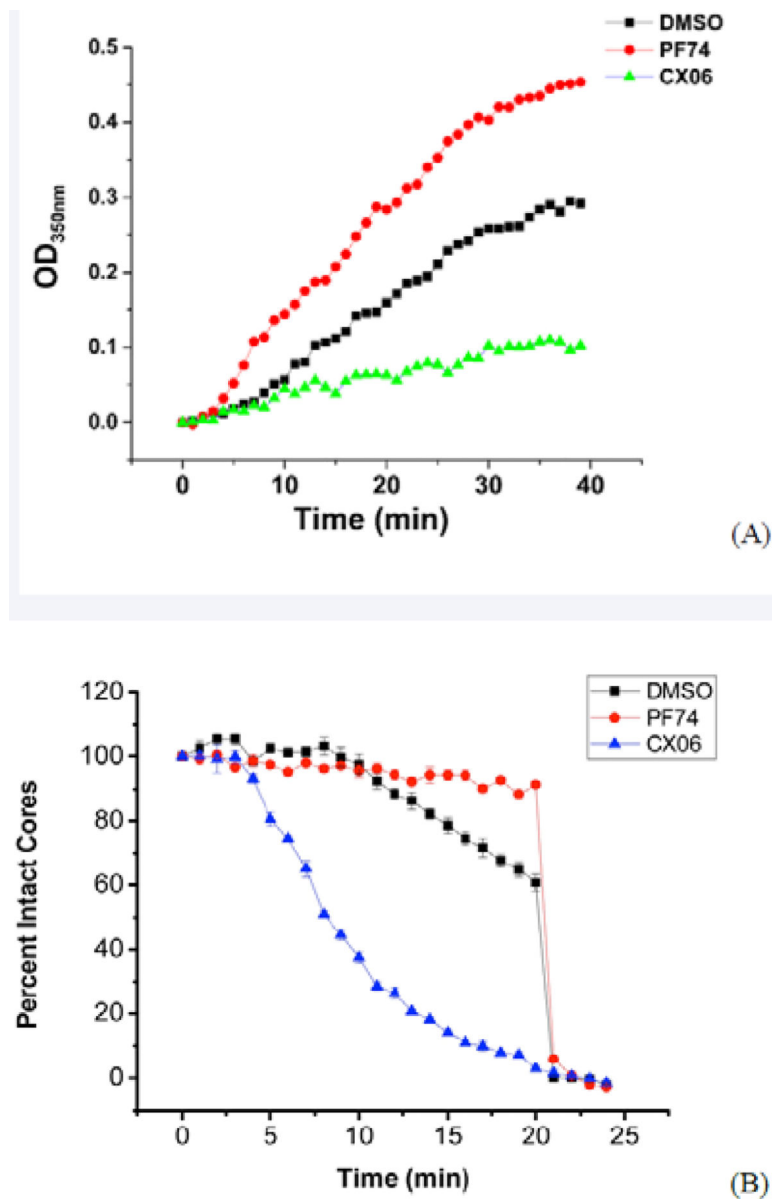 DMSO
PF74
CX06
0.5
0.4
0.3
0.2
0.1
0.0
OD350nm
0 10 20 30 40
Time (min)
(A)
DMSO
PF74
CX06
120
100
80
60
40
20
0
Percent Intact Cores
0 5 10 15 20 25
Time (min)
(B)